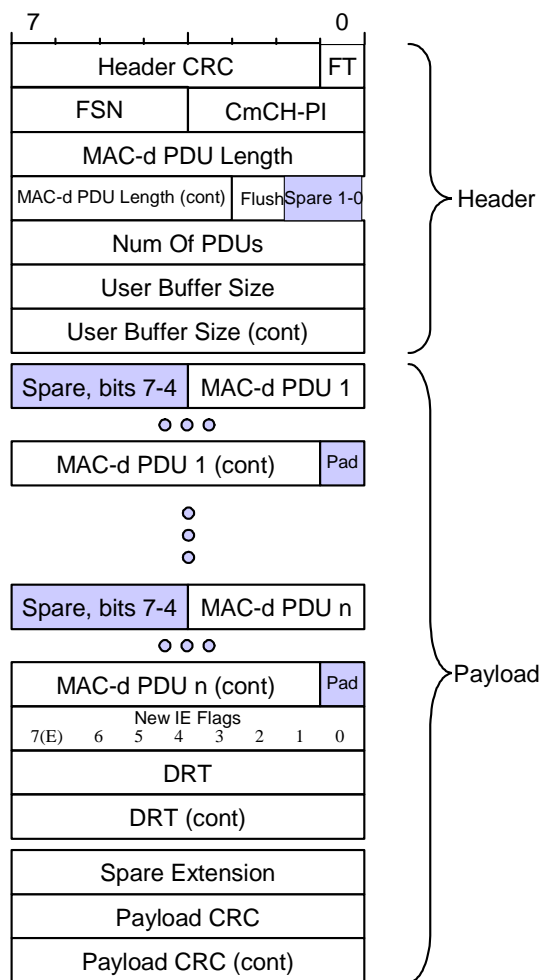 7 0
Header CRC FT
FSN CmCH-PI
MAC-d PDU Length
MAC-d PDU Length (cont) Flush Spare 1-0
Num Of PDUs
User Buffer Size
User Buffer Size (cont)
Header
Spare, bits 7-4 MAC-d PDU 1
MAC-d PDU 1 (cont) Pad
Spare, bits 7-4 MAC-d PDU n
MAC-d PDU n (cont) Pad
Payload
New IE Flags
7(E) 6 5 4 3 2 1 0
DRT
DRT (cont)
Spare Extension
Payload CRC
Payload CRC (cont)